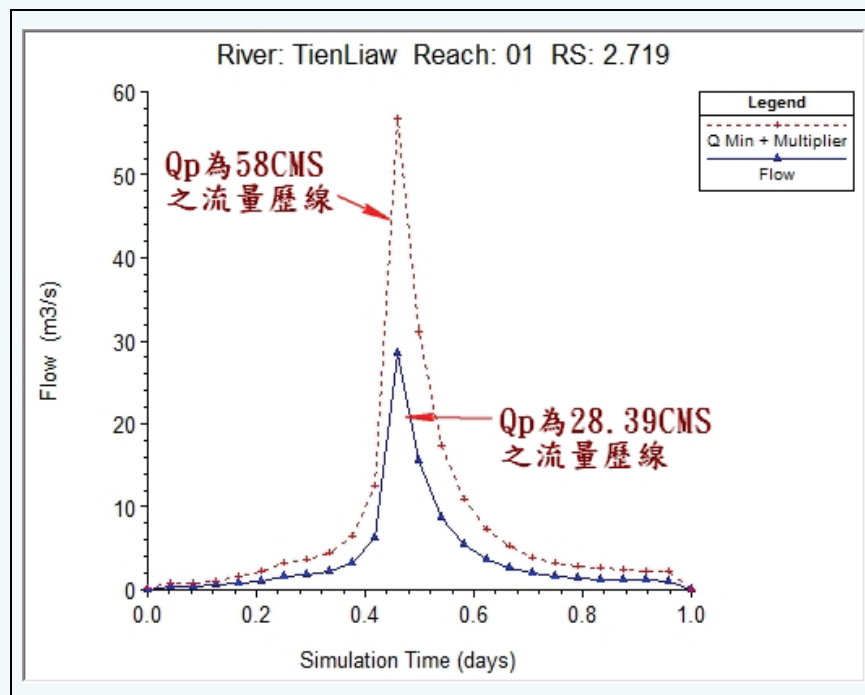 River: TienLiaw Reach: 01 RS: 2.719
Legend
Q Min + Multiplier
Flow
Qp為58CMS
之流量歷線
Qp為28.39CMS
之流量歷線
Flow (m3/s)
60
50
40
30
20
10
0
0.0 0.2 0.4 0.6 0.8 1.0
Simulation Time (days)